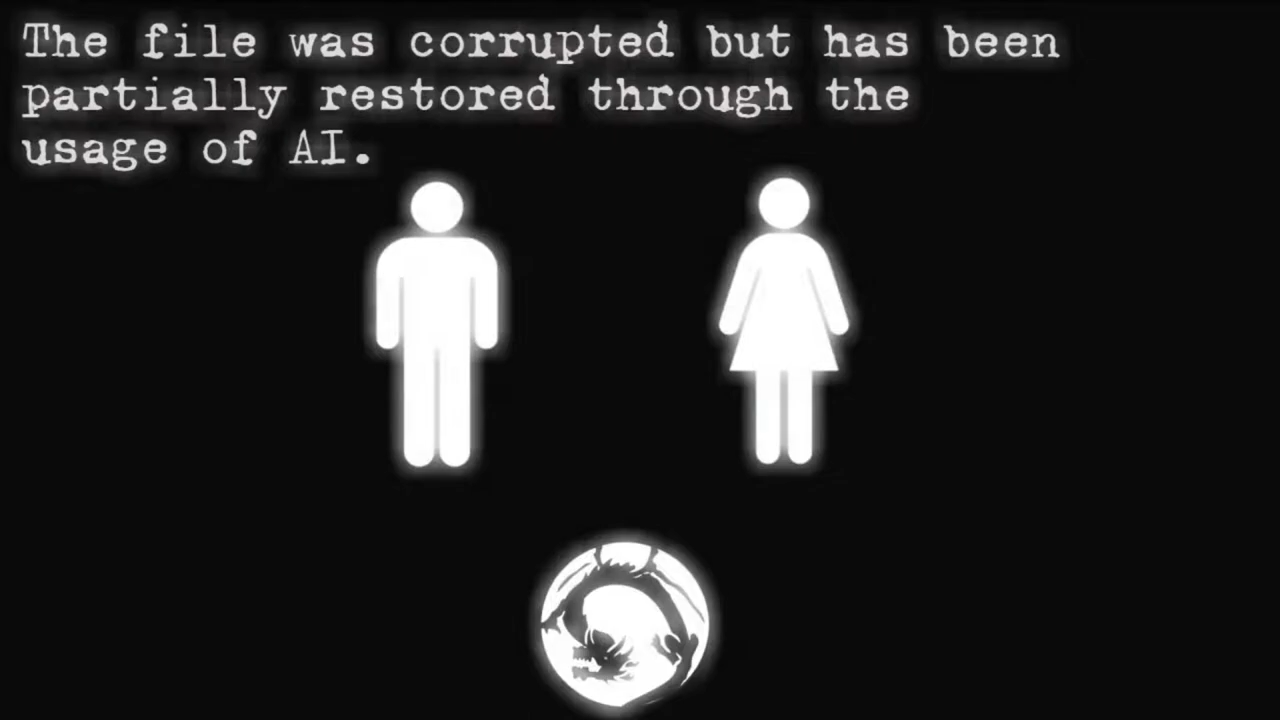 The file was corrupted but has been
partially restored through the
usage of AI.